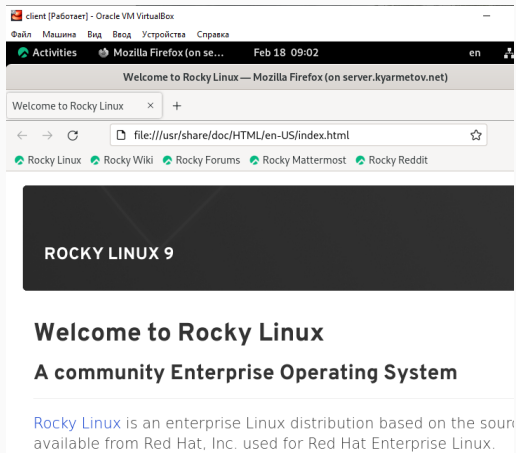 client [Работает] - Oracle VM VirtualBox
Файл Машина Вид Ввод Устройства Справка
Activities Mozilla Firefox (on se... Feb 18 09:02 en
Welcome to Rocky Linux — Mozilla Firefox (on server.kyarmetov.net)
Welcome to Rocky Linux × +
file:///usr/share/doc/HTML/en-US/index.html
Rocky Linux Rocky Wiki Rocky Forums Rocky Mattermost Rocky Reddit
ROCKY LINUX 9
Welcome to Rocky Linux
A community Enterprise Operating System
Rocky Linux is an enterprise Linux distribution based on the sourc
available from Red Hat, Inc. used for Red Hat Enterprise Linux.